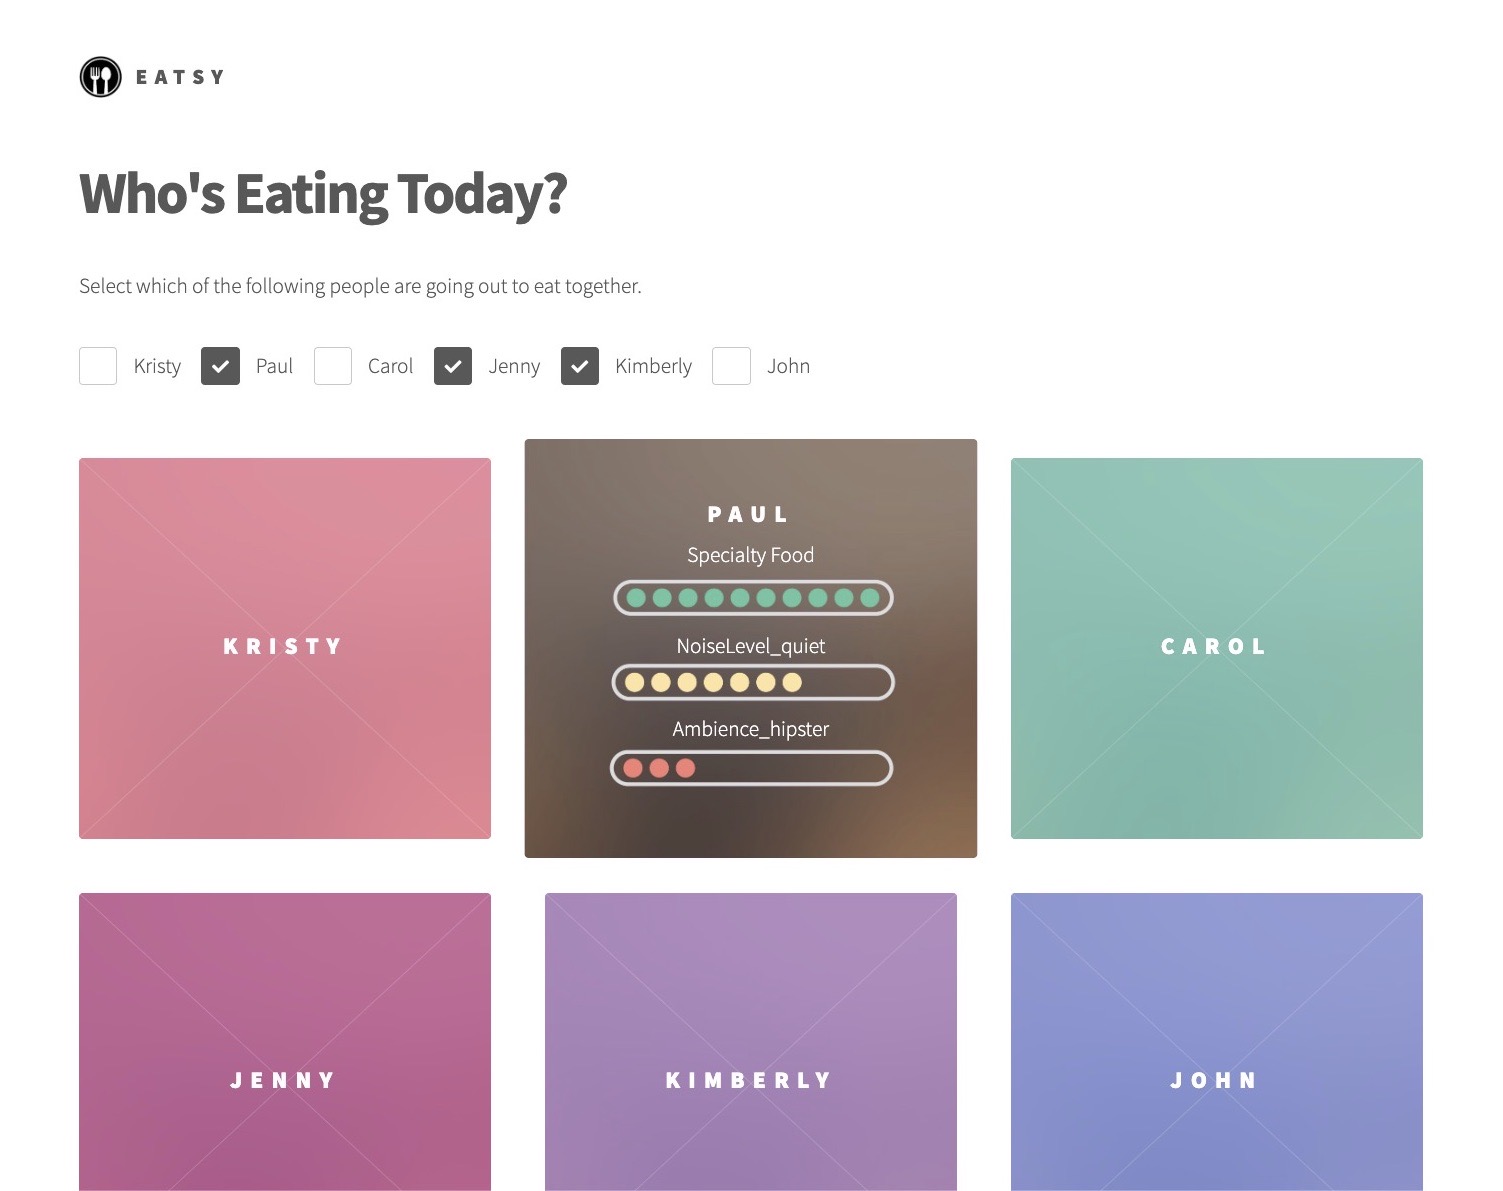 EATSY
Who's Eating Today?
Select which of the following people are going out to eat together.
Kristy Paul Carol Jenny Kimberly John
KRISTY
PAUL
Specialty Food
NoiseLevel_quiet
Ambience_hipster
CAROL
JENNY
KIMBERLY
JOHN